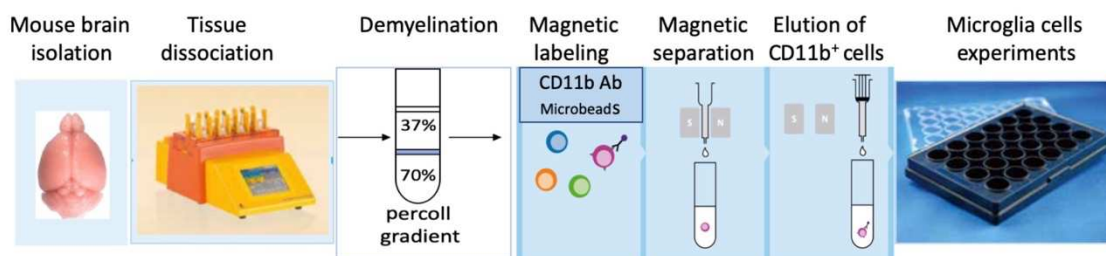 Mouse brain
isolation
Tissue
dissociation
Demyelination
37%
70%
percoll
gradient
Magnetic
labeling
CD11b Ab
MicrobeadS
Magnetic
separation
S
N
Elution of
CD11b⁺ cells
S
N
Microglia cells
experiments